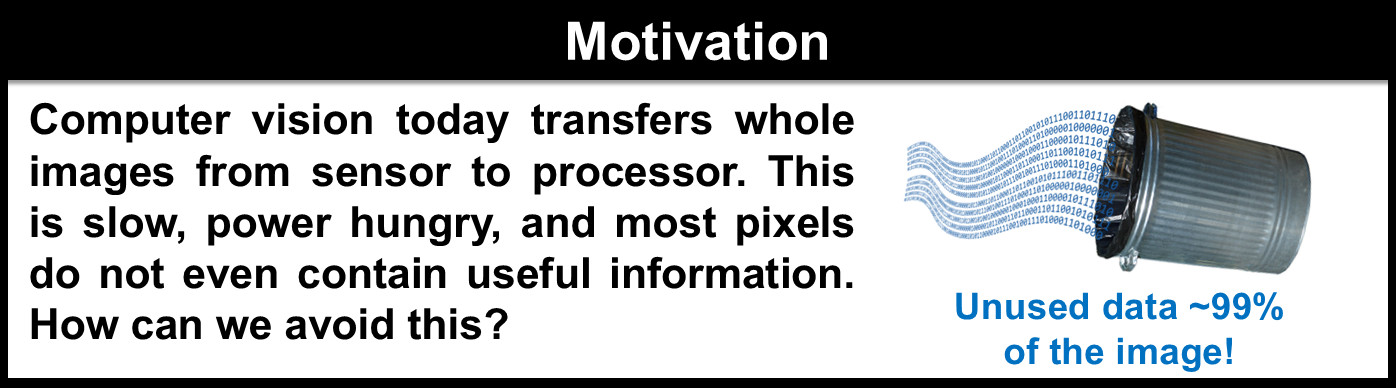 Motivation
Computer vision today transfers whole
images from sensor to processor. This
is slow, power hungry, and most pixels
do not even contain useful information.
How can we avoid this?
Unused data ~99%
of the image!